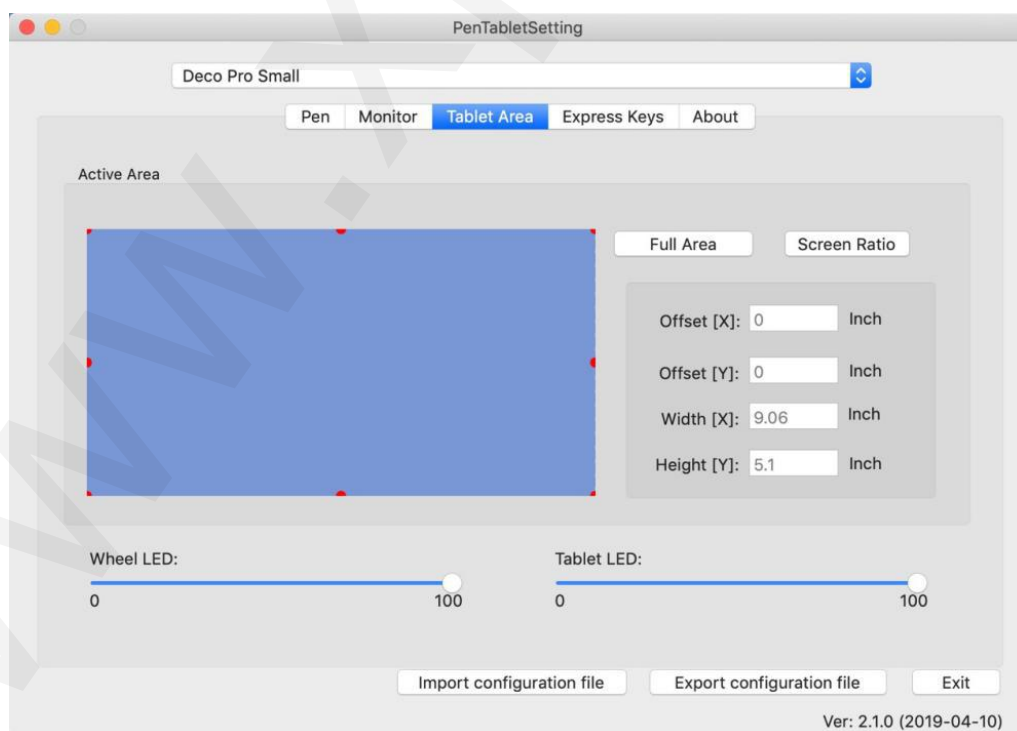 PenTabletSetting
Deco Pro Small
Pen Monitor Tablet Area Express Keys About
Active Area
Full Area Screen Ratio
Offset [X]: 0 Inch
Offset [Y]: 0 Inch
Width [X]: 9.06 Inch
Height [Y]: 5.1 Inch
Wheel LED: Tablet LED:
0 100 0 100
Import configuration file Export configuration file Exit
Ver: 2.1.0 (2019-04-10)